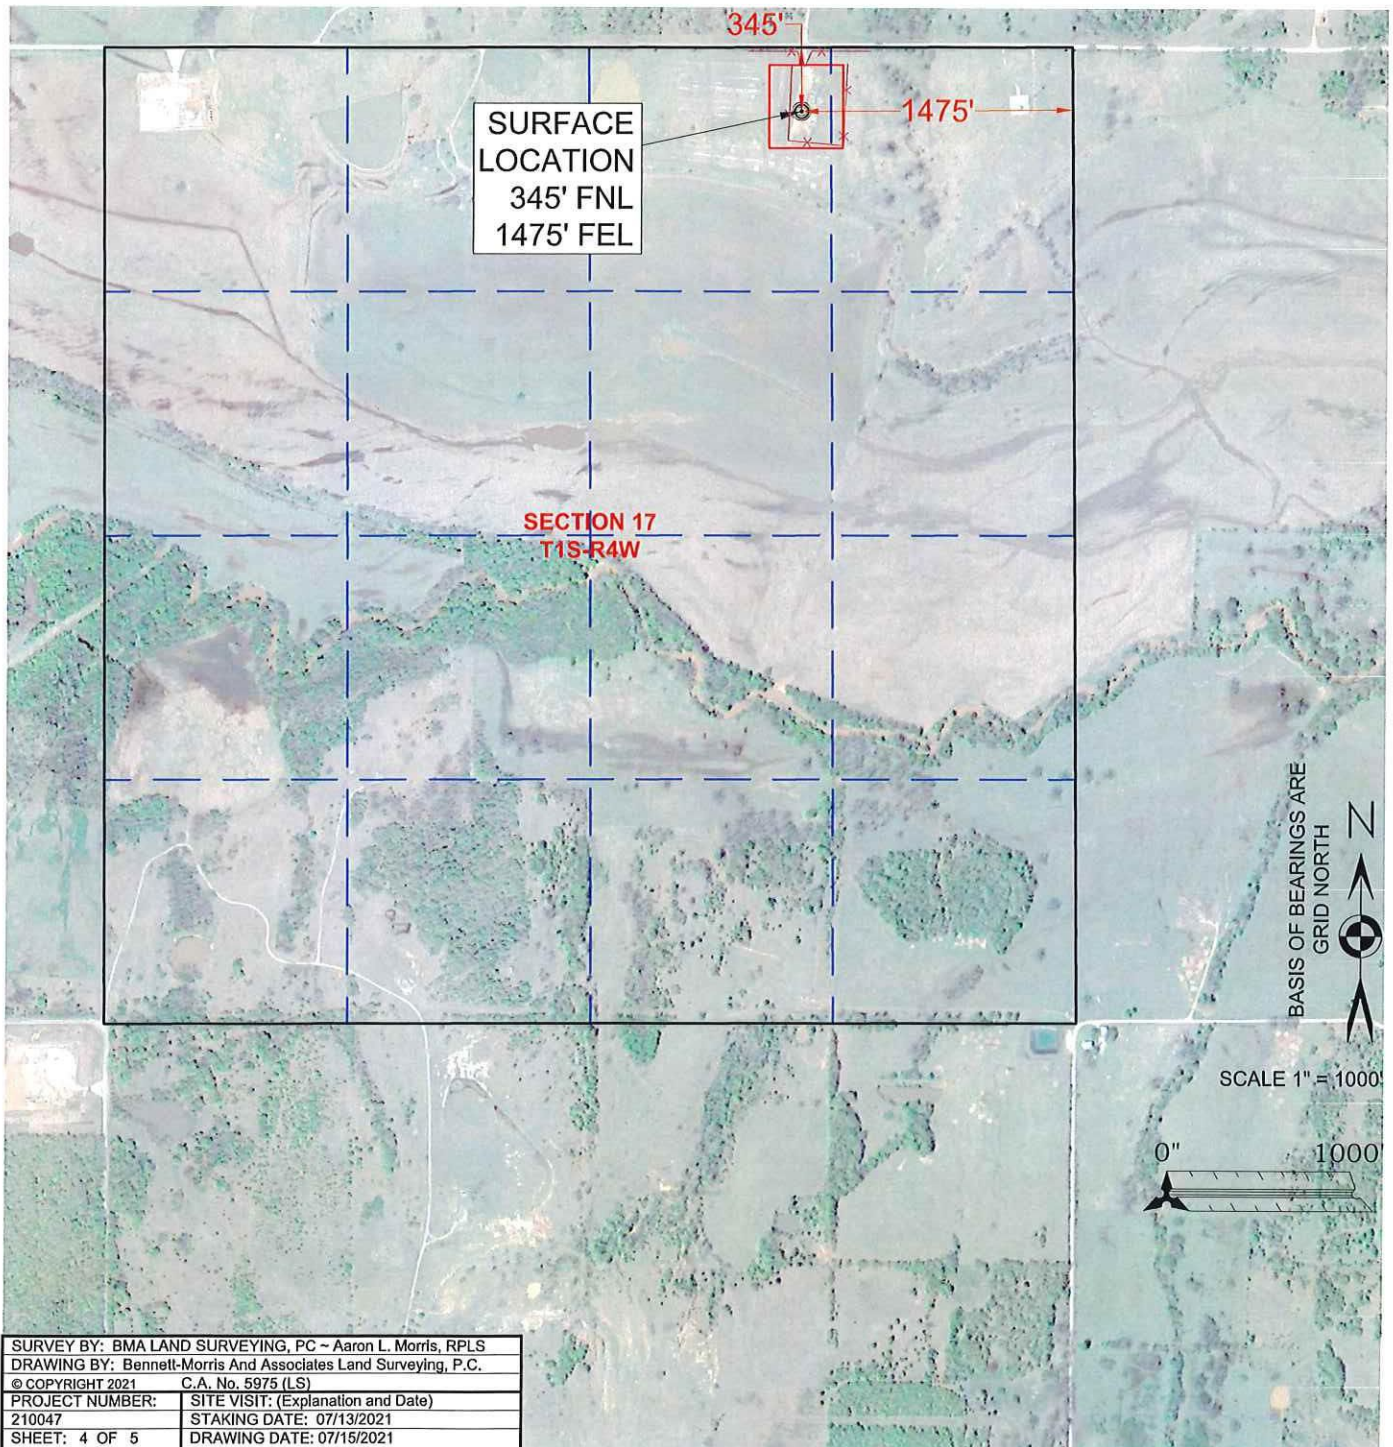 345'
1475'
SURFACE
LOCATION
345' FNL
1475' FEL
SECTION 17
T1S-R4W
BASIS OF BEARINGS ARE
GRID NORTH
N
SCALE 1" = 1000'
0" 1000'
SURVEY BY: BMA LAND SURVEYING, PC ~ Aaron L. Morris, RPLS
DRAWING BY: Bennett-Morris And Associates Land Surveying, P.C.
© COPYRIGHT 2021 C.A. No. 5975 (LS)
PROJECT NUMBER: SITE VISIT: (Explanation and Date)
210047 STAKING DATE: 07/13/2021
SHEET: 4 OF 5 DRAWING DATE: 07/15/2021